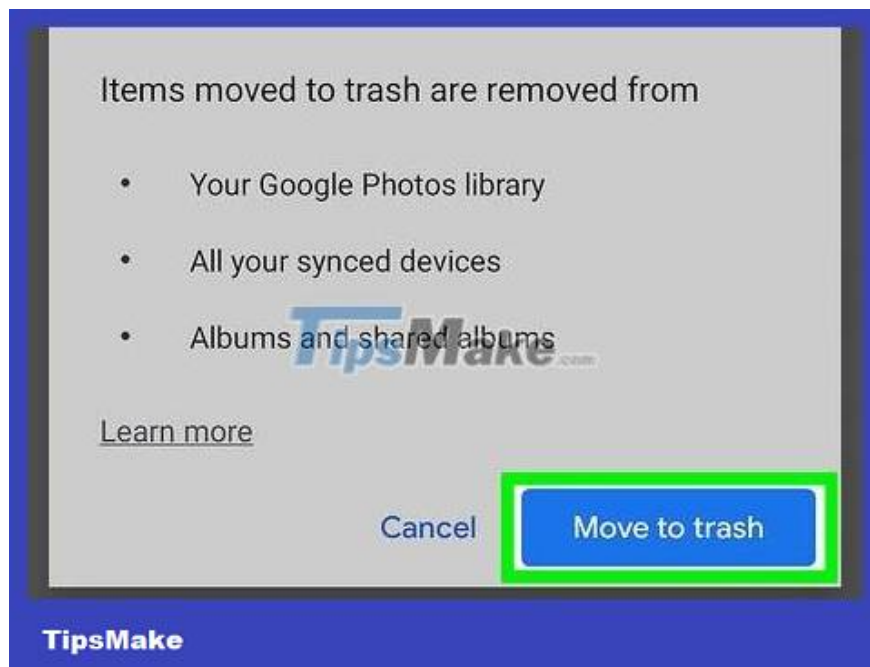 Items moved to trash are removed from
• Your Google Photos library
• All your synced devices
• Albums and shared albums
TipsMake.com
Learn more
Cancel
Move to trash
TipsMake